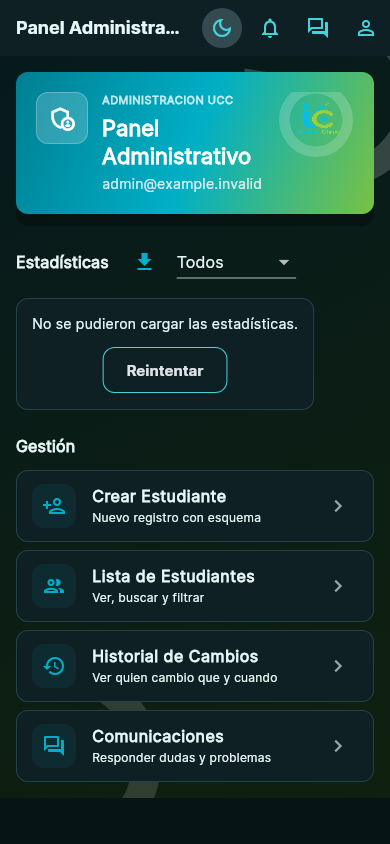 Panel Administra...
ADMINISTRACION UCC
Panel
Administrativo
admin@example.invalid
Estadísticas
Todos
No se pudieron cargar las estadísticas.
Reintentar
Gestión
Crear Estudiante
Nuevo registro con esquema
Lista de Estudiantes
Ver, buscar y filtrar
Historial de Cambios
Ver quien cambio que y cuando
Comunicaciones
Responder dudas y problemas